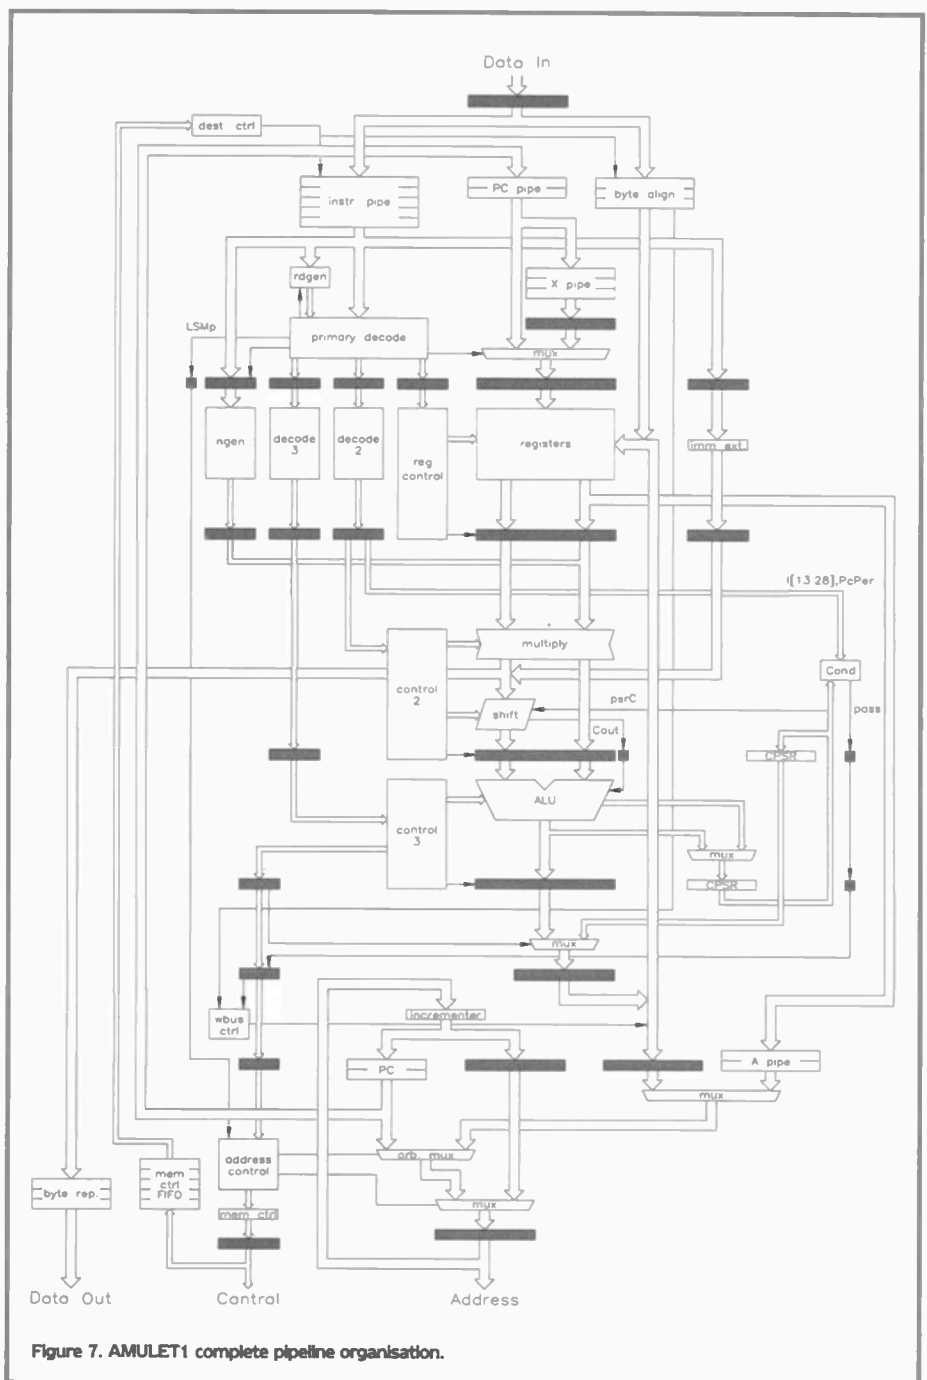 Data In
dest ctrl
instr pipe
PC pipe
byte align
rdgen
X pipe
LSMp
primary decode
mux
ngen
decode 3
decode 2
reg control
registers
imm ext.
([13 28],PcPer
multiply
control 2
Cond
psrC
pass
shift
Cout
CPSR
ALU
control 3
mux
CPSR
mux
wbus ctrl
incrementer
PC
A pipe
mux
address control
arb. mux
mem ctrl FIFO
byte rep.
mux
mem ctrl
Data Out
Control
Address
Figure 7. AMULET1 complete pipeline organisation.